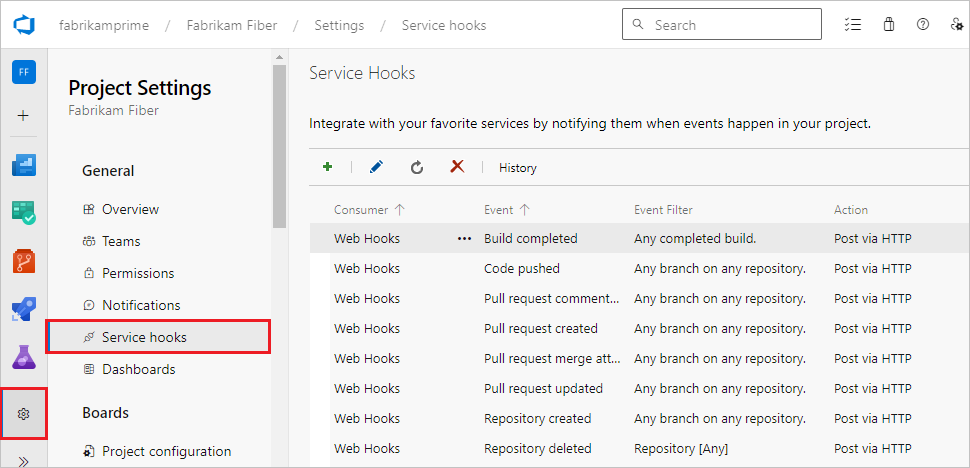 fabrikamprime / Fabrikam Fiber / Settings / Service hooks
Search
FF
Project Settings
Fabrikam Fiber
General
Overview
Teams
Permissions
Notifications
Service hooks
Dashboards
Boards
Project configuration
Service Hooks
Integrate with your favorite services by notifying them when events happen in your project.
History
Consumer Event Event Filter Action
Web Hooks ••• Build completed Any completed build. Post via HTTP
Web Hooks Code pushed Any branch on any repository. Post via HTTP
Web Hooks Pull request comment... Any branch on any repository. Post via HTTP
Web Hooks Pull request created Any branch on any repository. Post via HTTP
Web Hooks Pull request merge att... Any branch on any repository. Post via HTTP
Web Hooks Pull request updated Any branch on any repository. Post via HTTP
Web Hooks Repository created Any branch on any repository. Post via HTTP
Web Hooks Repository deleted Repository [Any] Post via HTTP